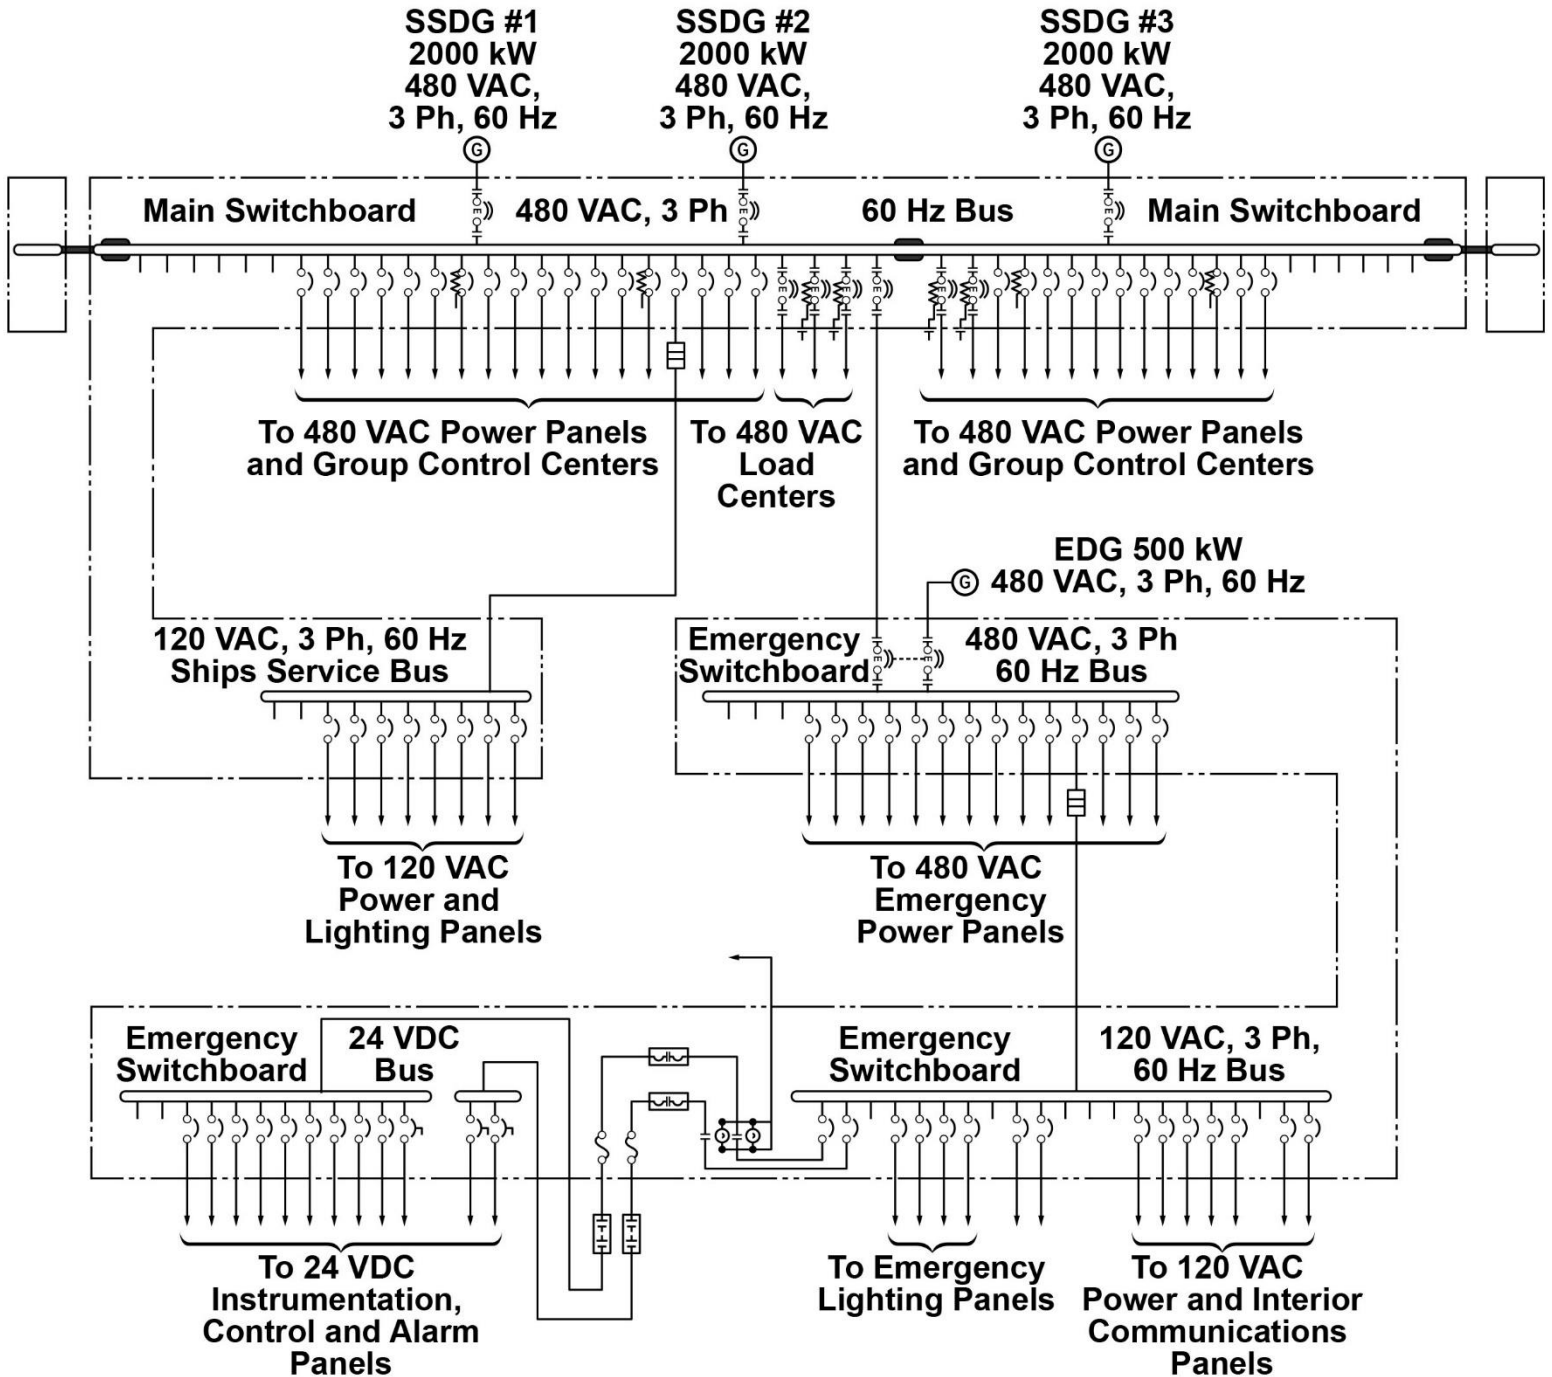 SSDG #1
2000 kW
480 VAC,
3 Ph, 60 Hz
G
SSDG #2
2000 kW
480 VAC,
3 Ph, 60 Hz
G
SSDG #3
2000 kW
480 VAC,
3 Ph, 60 Hz
G
Main Switchboard
480 VAC, 3 Ph
60 Hz Bus
Main Switchboard
E
E
E
E
E
E
E
E
E
To 480 VAC Power Panels
and Group Control Centers
To 480 VAC
Load
Centers
To 480 VAC Power Panels
and Group Control Centers
EDG 500 kW
G
480 VAC, 3 Ph, 60 Hz
120 VAC, 3 Ph, 60 Hz
Ships Service Bus
Emergency
Switchboard
480 VAC, 3 Ph
60 Hz Bus
E
E
To 120 VAC
Power and
Lighting Panels
To 480 VAC
Emergency
Power Panels
Emergency
Switchboard
24 VDC
Bus
Emergency
Switchboard
120 VAC, 3 Ph,
60 Hz Bus
To 24 VDC
Instrumentation,
Control and Alarm
Panels
To Emergency
Lighting Panels
To 120 VAC
Power and Interior
Communications
Panels